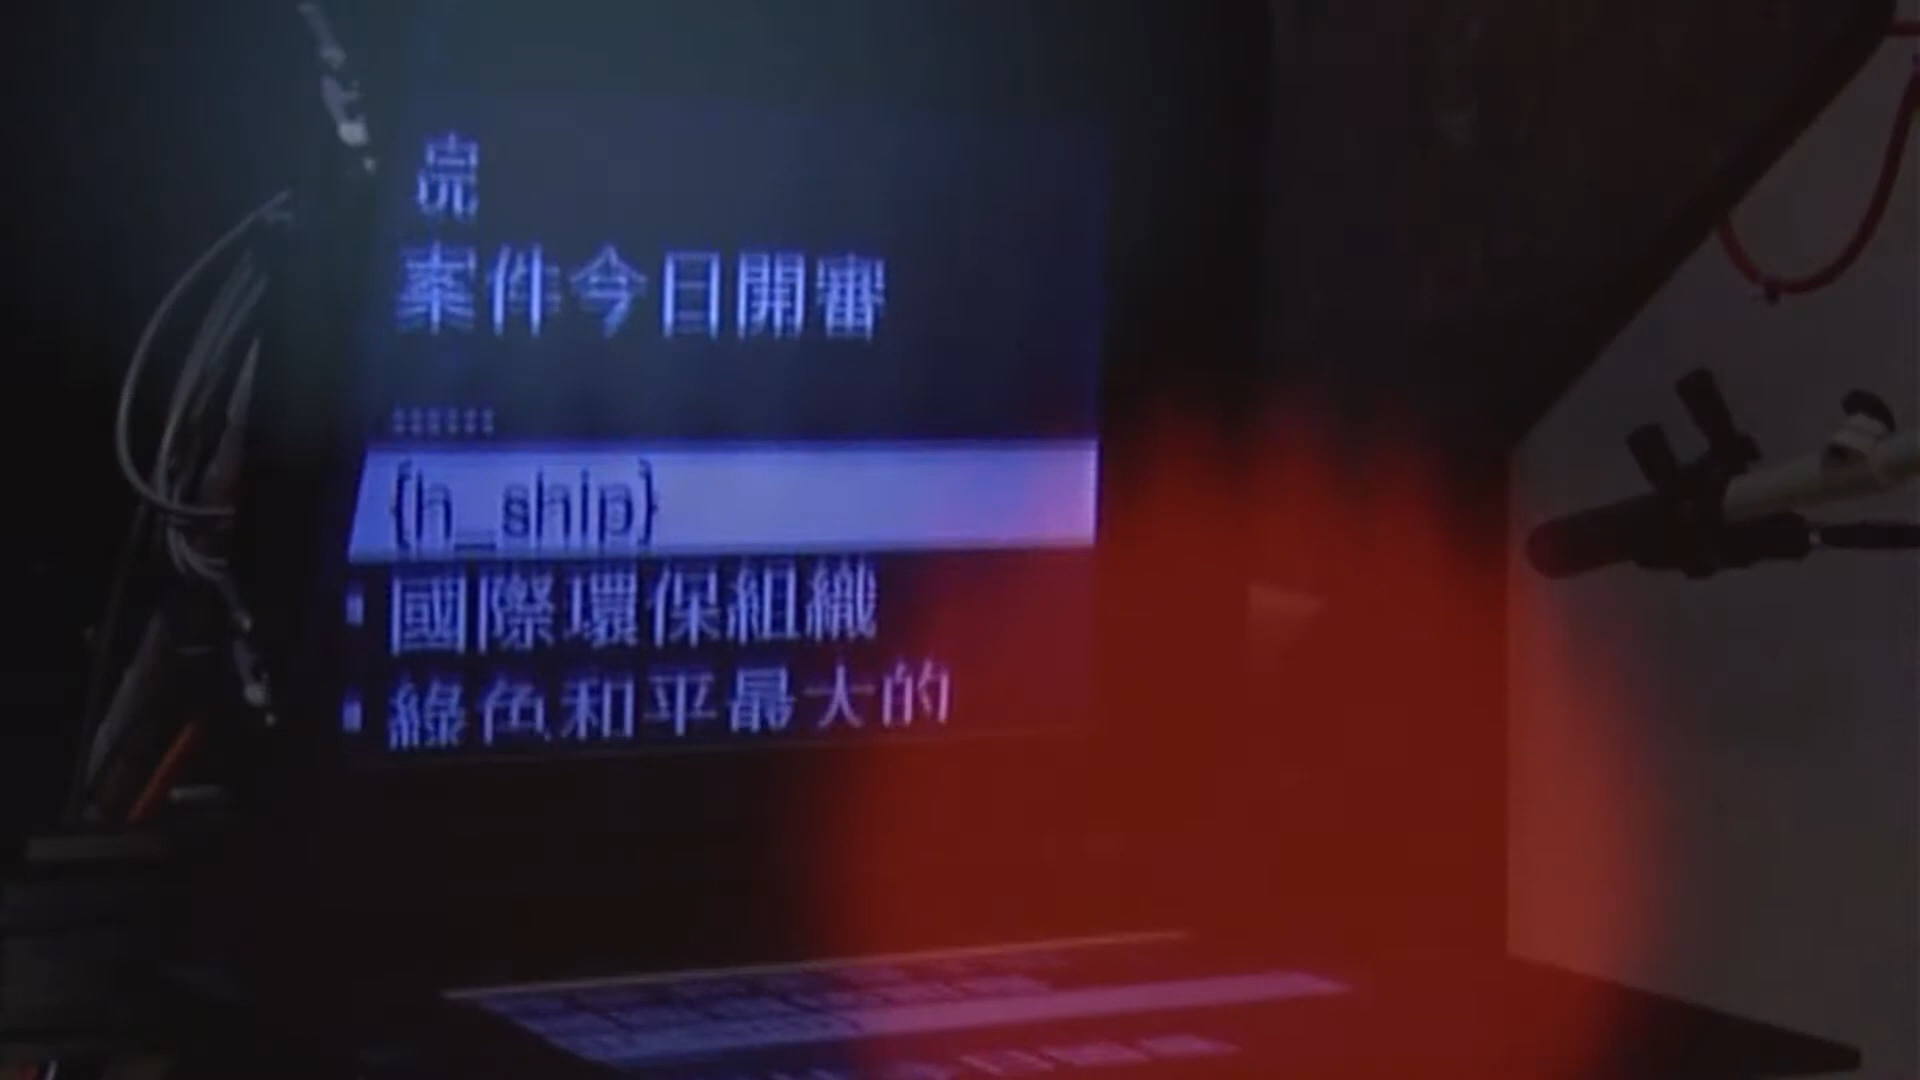 案件今日開審
::::::
{h_ship}
國際環保組織
綠色和平最大的